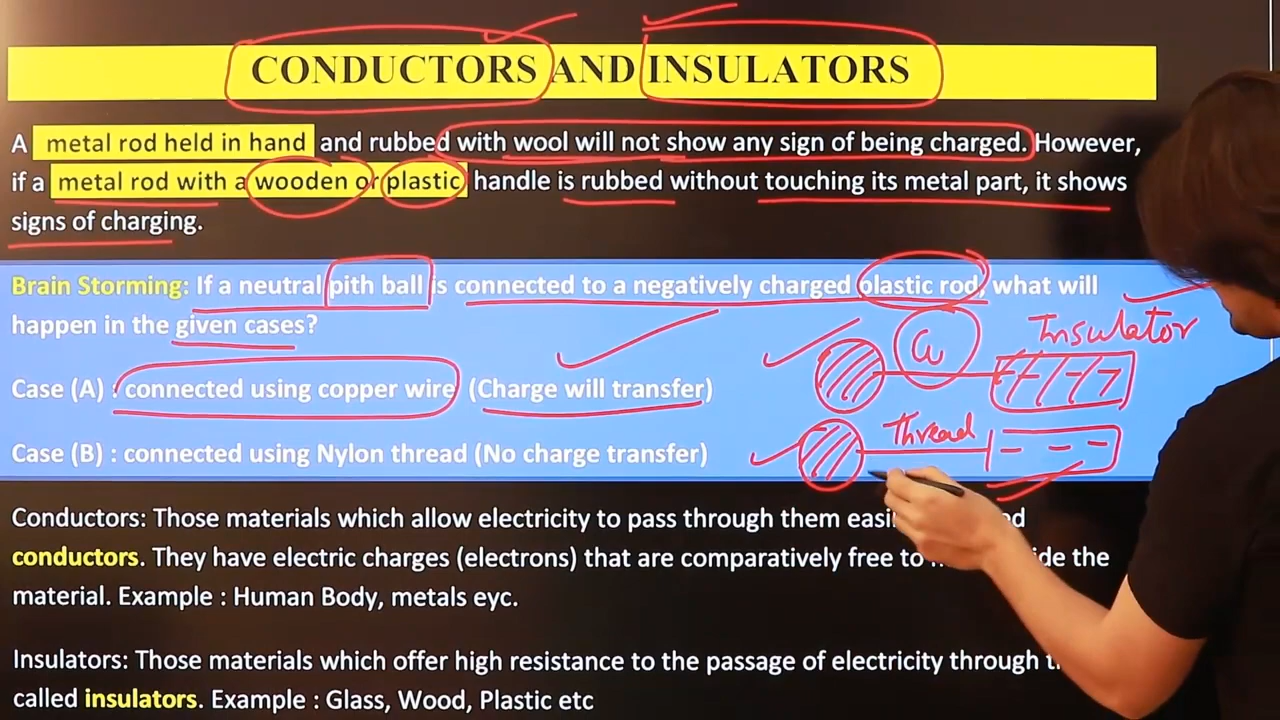 CONDUCTORS AND INSULATORS
A metal rod held in hand and rubbed with wool will not show any sign of being charged. However,
if a metal rod with a wooden or plastic handle is rubbed without touching its metal part, it shows
signs of charging.
Brain Storming: If a neutral pith ball is connected to a negatively charged plastic rod, what will
happen in the given cases?
Insulator
Cu
Case (A) : connected using copper wire (Charge will transfer)
Thread
Case (B) : connected using Nylon thread (No charge transfer)
Conductors: Those materials which allow electricity to pass through them
conductors. They have electric charges (electrons) that are comparatively free to the
material. Example : Human Body, metals eyc.
Insulators: Those materials which offer high resistance to the passage of electricity through
called insulators. Example : Glass, Wood, Plastic etc